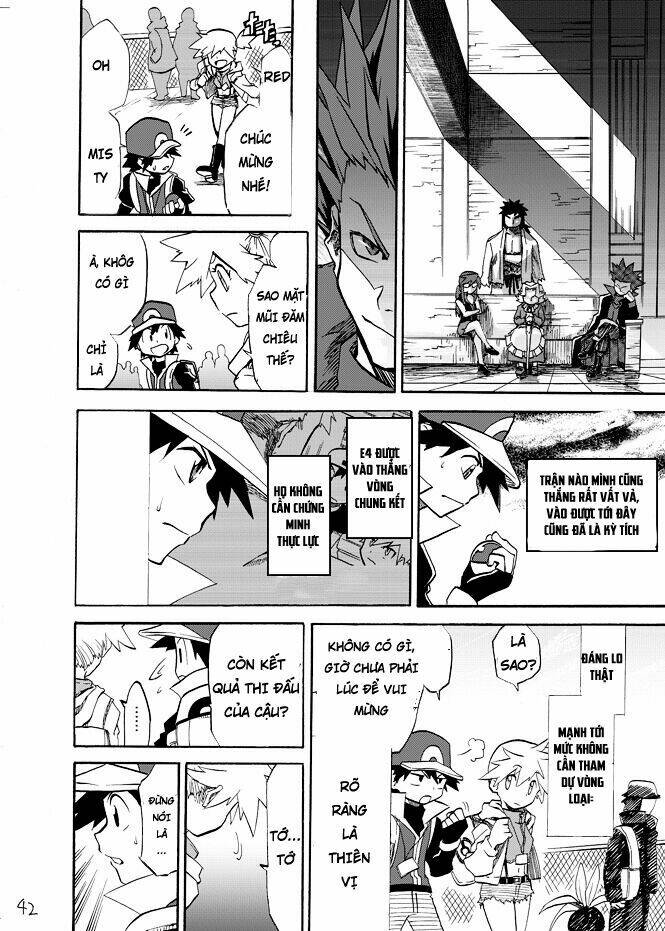 RED
CHÚC
MỪNG
NHÉ!
OH
MIS
TY
SAO MẶT
MŨI ĐĂM
CHIÊU
THẾ?
À, KHÔG
CÓ GÌ
CHỈ
LÀ
TRẬN NÀO MÌNH CŨNG
THẮNG RẤT VẤT VẢ,
VÀO ĐƯỢC TỚI ĐÂY
CŨNG ĐÃ LÀ KỲ TÍCH
E4 ĐƯỢC
VÀO THẲNG
VÒNG
CHUNG KẾT
HỌ KHÔNG
CẦN CHỨNG
MINH
THỰC LỰC
ĐÁNG LO
THẬT
MẠNH TỚI
MỨC KHÔNG
CẦN THAM
DỰ VÒNG
LOẠI:
LÀ
SAO?
KHÔNG CÓ GÌ,
GIỜ CHƯA PHẢI
LÚC ĐỂ VUI
MỪNG
RÕ
RÀNG LÀ
THIÊN
VỊ
CÒN KẾT
QUẢ THI ĐẤU
CỦA CẬU?
......
TỚ...
TỚ
ĐỪNG
NÓI LÀ
...
42